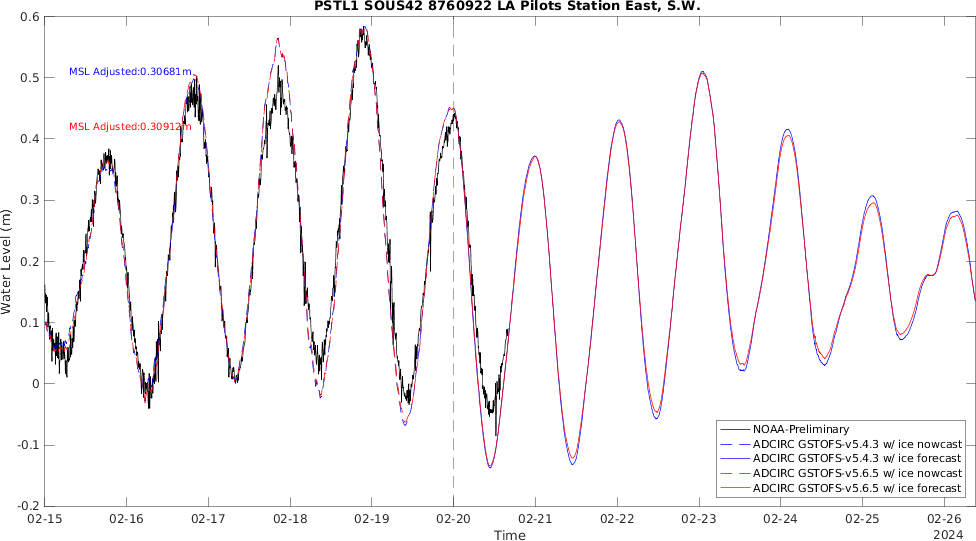 PSTL1 SOUS42 8760922 LA Pilots Station East, S.W.
0.6
0.5
0.4
0.3
0.2
0.1
0
-0.1
-0.2
Water Level (m)
MSL Adjusted:0.30681m
MSL Adjusted:0.30912m
NOAA-Preliminary
ADCIRC GSTOFS-v5.4.3 w/ ice nowcast
ADCIRC GSTOFS-v5.4.3 w/ ice forecast
ADCIRC GSTOFS-v5.6.5 w/ ice nowcast
ADCIRC GSTOFS-v5.6.5 w/ ice forecast
02-15 02-16 02-17 02-18 02-19 02-20 02-21 02-22 02-23 02-24 02-25 02-26
Time
2024